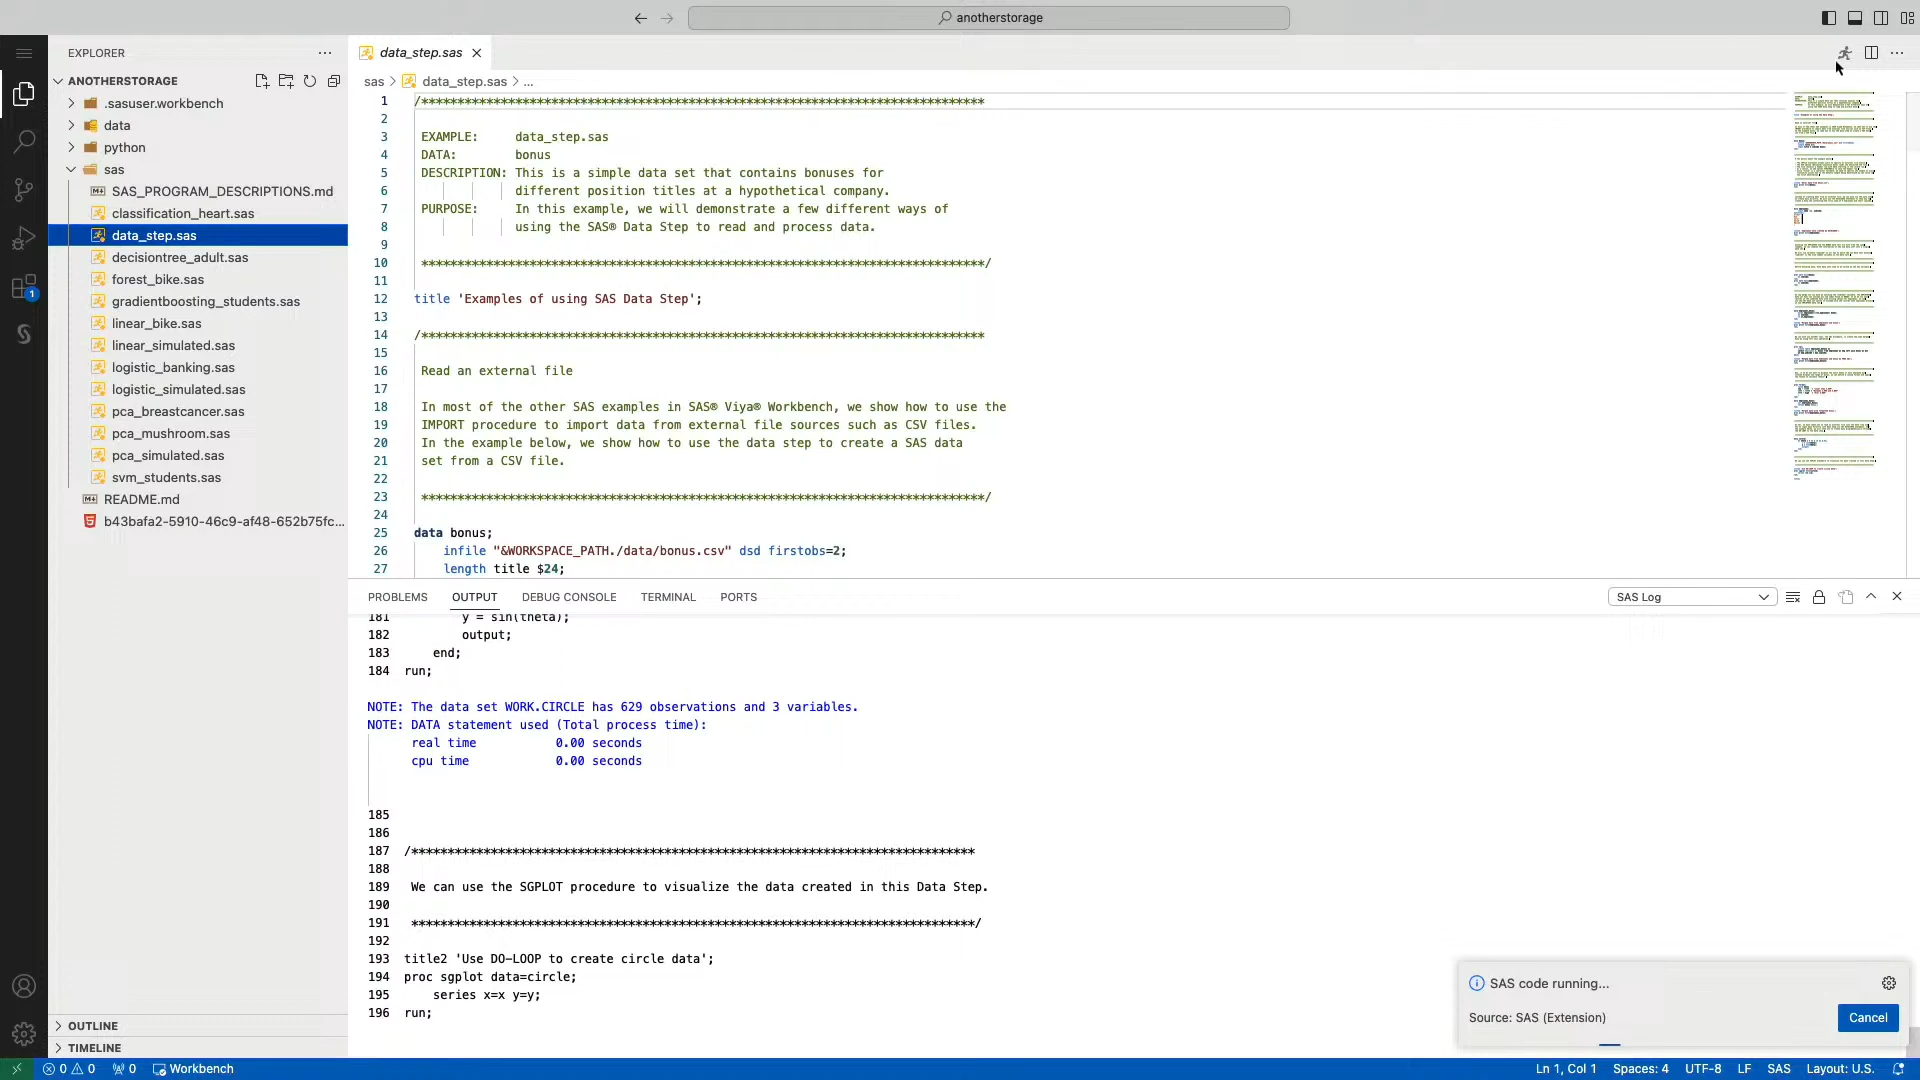 anotherstorage
EXPLORER
ANOTHERSTORAGE
.sasuser.workbench
data
python
sas
SAS_PROGRAM_DESCRIPTIONS.md
classification_heart.sas
data_step.sas
decisiontree_adult.sas
forest_bike.sas
gradientboosting_students.sas
linear_bike.sas
linear_simulated.sas
logistic_banking.sas
logistic_simulated.sas
pca_breastcancer.sas
pca_mushroom.sas
pca_simulated.sas
svm_students.sas
README.md
b43bafa2-5910-46c9-af48-652b75fc...
1
OUTLINE
TIMELINE
data_step.sas
sas > data_step.sas > ...
1 /******************************************************************************
2
3 EXAMPLE: data_step.sas
4 DATA: bonus
5 DESCRIPTION: This is a simple data set that contains bonuses for
6 different position titles at a hypothetical company.
7 PURPOSE: In this example, we will demonstrate a few different ways of
8 using the SAS® Data Step to read and process data.
9
10 ******************************************************************************/
11
12 title 'Examples of using SAS Data Step';
13
14 /******************************************************************************
15
16 Read an external file
17
18 In most of the other SAS examples in SAS® Viya® Workbench, we show how to use the
19 IMPORT procedure to import data from external file sources such as CSV files.
20 In the example below, we show how to use the data step to create a SAS data
21 set from a CSV file.
22
23 ******************************************************************************/
24
25 data bonus;
26 infile "&WORKSPACE_PATH./data/bonus.csv" dsd firstobs=2;
27 length title $24;
PROBLEMS OUTPUT DEBUG CONSOLE TERMINAL PORTS
SAS Log
181 y = sin(theta);
182 output;
183 end;
184 run;
NOTE: The data set WORK.CIRCLE has 629 observations and 3 variables.
NOTE: DATA statement used (Total process time):
real time 0.00 seconds
cpu time 0.00 seconds
185
186
187 /******************************************************************************
188
189 We can use the SGPLOT procedure to visualize the data created in this Data Step.
190
191 ******************************************************************************/
192
193 title2 'Use DO-LOOP to create circle data';
194 proc sgplot data=circle;
195 series x=x y=y;
196 run;
SAS code running...
Source: SAS (Extension)
Cancel
0 0 0 Workbench
Ln 1, Col 1 Spaces: 4 UTF-8 LF SAS Layout: U.S.